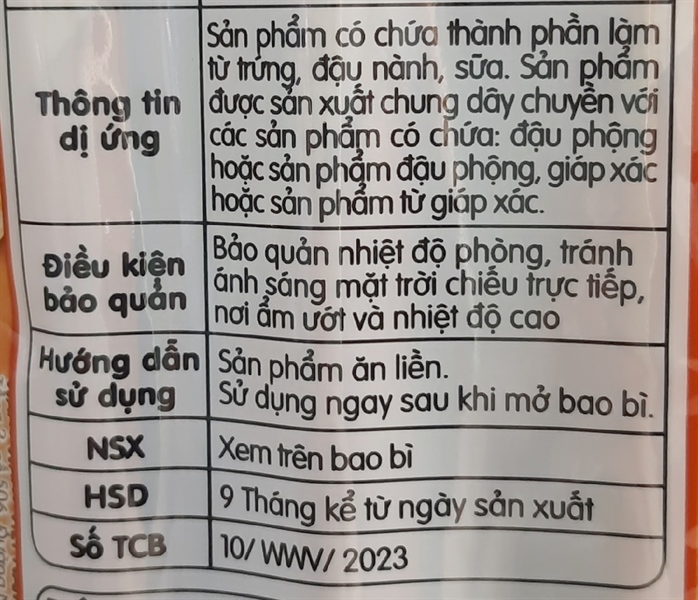 Thông tin
dị ứng
Sản phẩm có chứa thành phần làm
từ trứng, đậu nành, sữa. Sản phẩm
được sản xuất chung dây chuyền với
các sản phẩm có chứa: đậu phộng
hoặc sản phẩm đậu phộng, giáp xác
hoặc sản phẩm từ giáp xác.
Điều kiện
bảo quản
Bảo quản nhiệt độ phòng, tránh
ánh sáng mặt trời chiếu trực tiếp,
nơi ẩm ướt và nhiệt độ cao
Hướng dẫn
sử dụng
Sản phẩm ăn liền.
Sử dụng ngay sau khi mở bao bì.
NSX
Xem trên bao bì
HSD
9 Tháng kể từ ngày sản xuất
Số TCB
10/ WWV/ 2023